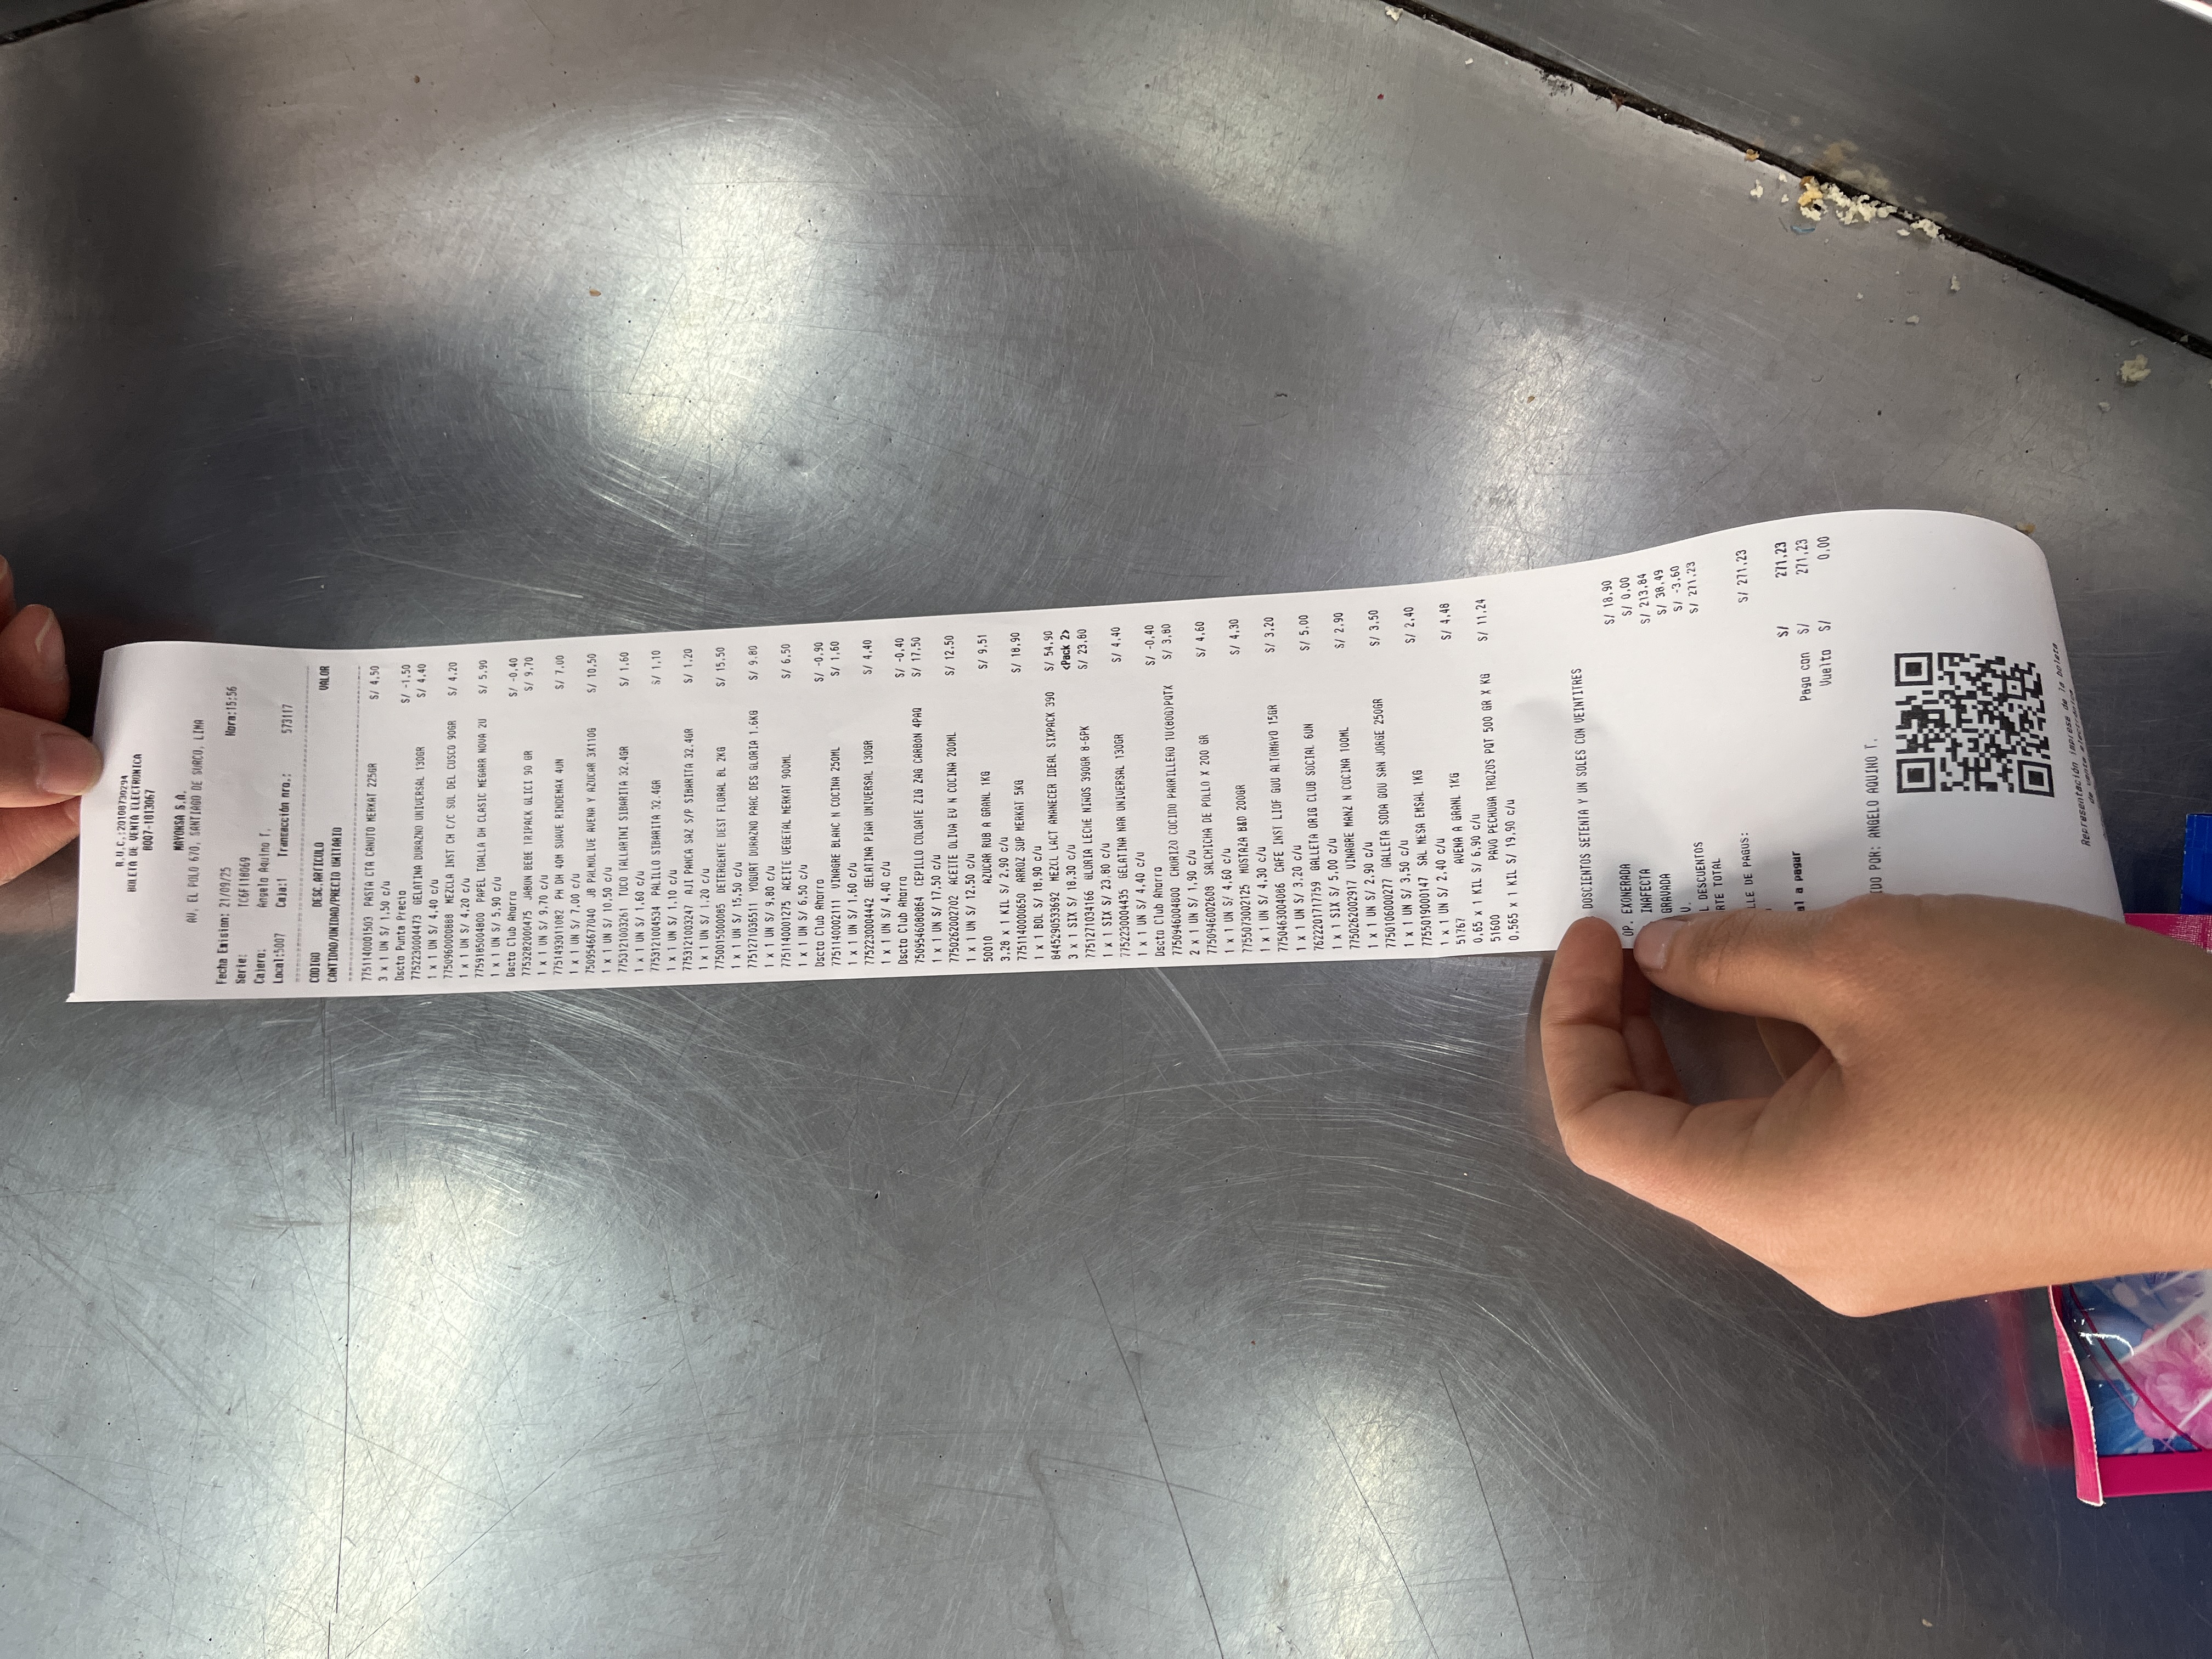 R.U.C.:20108730294
BOLETA DE VENTA ELECTRONICA
B007-1013067
MAYORSA S.A.
AV. EL POLO 670, SANTIAGO DE SURCO, LIMA
Fecha Emision: 21/09/25 Hora:15:56
Serie: TC6F118069
Cajero: Angelo Aquino T.
Local:5007 Caja:1 Transacción nro.: 573117
CODIGO DESC.ARTICULO VALOR
CANTIDAD/UNIDAD/PRECIO UNITARIO
7751140001503 PASTA CTA CANUTO MERKAT 225GR S/ 4,50
3 x 1 UN S/ 1,50 c/u
Dscto Punta Precio S/ -1,50
7752230004473 GELATINA DURAZNO UNIVERSAL 130GR S/ 4,40
1 x 1 UN S/ 4,40 c/u
7750960000888 MEZCLA INST CH C/C SOL DEL CUSCO 90GR S/ 4,20
1 x 1 UN S/ 4,20 c/u
7759185004800 PAPEL TOALLA DH CLASIC MEGARR NOVA 2U S/ 5,90
1 x 1 UN S/ 5,90 c/u
Dscto Club Ahorro S/ -0,40
7753282000475 JABON BEBE TRIPACK GLICI 90 GR S/ 9,70
1 x 1 UN S/ 9,70 c/u
7751493011082 PH DH 40M SUAVE RINDEMAX 4UN S/ 7,00
1 x 1 UN S/ 7,00 c/u
7509546677040 JB PALMOLIVE AVENA Y AZUCAR 3X110G S/ 10,50
1 x 1 UN S/ 10,50 c/u
7753121003261 TUCO TALLARINI SIBARITA 32.4GR S/ 1,60
1 x 1 UN S/ 1,60 c/u
7753121004534 PALILLO SIBARITA 32.4GR S/ 1,10
1 x 1 UN S/ 1,10 c/u
7753121003247 AJI PANCA SAZ S/P SIBARITA 32.4GR S/ 1,20
1 x 1 UN S/ 1,20 c/u
7750015000085 DETERGENTE DEST FLORAL BL 2KG S/ 15,50
1 x 1 UN S/ 15,50 c/u
7751271036511 YOGURT DURAZNO PARC DES GLORIA 1.6KG S/ 9,80
1 x 1 UN S/ 9,80 c/u
7751140001275 ACEITE VEGETAL MERKAT 900ML S/ 6,50
1 x 1 UN S/ 6,50 c/u
Dscto Club Ahorro S/ -0,90
7751140002111 VINAGRE BLANC N COCINA 250ML S/ 1,60
1 x 1 UN S/ 1,60 c/u
7752230004442 GELATINA PIÑA UNIVERSAL 130GR S/ 4,40
1 x 1 UN S/ 4,40 c/u
Dscto Club Ahorro S/ -0,40
7509546080864 CEPILLO COLGATE ZIG ZAG CARBON 4PAQ S/ 17,50
1 x 1 UN S/ 17,50 c/u
7750262002702 ACEITE OLIVA EV N COCINA 200ML S/ 12,50
1 x 1 UN S/ 12,50 c/u
50010 AZUCAR RUB A GRANL 1KG S/ 9,51
3,28 x 1 KIL S/ 2,90 c/u
7751140000650 ARROZ SUP MERKAT 5KG S/ 18,90
1 x 1 BOL S/ 18,90 c/u
8445290533692 MEZCL LACT AMANECER IDEAL SIXPACK 390 S/ 54,90
3 x 1 SIX S/ 18,30 c/u <Pack 2>
7751271034166 GLORIA LECHE NIÑOS 390GR 8-6PK S/ 23,80
1 x 1 SIX S/ 23,80 c/u
7752230004435 GELATINA NAR UNIVERSAL 130GR S/ 4,40
1 x 1 UN S/ 4,40 c/u
Dscto Club Ahorro S/ -0,40
7750946004800 CHORIZO COCIDO PARRILLERO 1U(80G)PQTX S/ 3,80
2 x 1 UN S/ 1,90 c/u
7750946002608 SALCHICHA DE POLLO X 200 GR S/ 4,60
1 x 1 UN S/ 4,60 c/u
7755073002125 MOSTAZA B&D 200GR S/ 4,30
1 x 1 UN S/ 4,30 c/u
7750463004086 CAFE INST LIOF GOU ALTOMAYO 15GR S/ 3,20
1 x 1 UN S/ 3,20 c/u
7622201717759 GALLETA ORIG CLUB SOCIAL 6UN S/ 5,00
1 x 1 SIX S/ 5,00 c/u
7750262002917 VINAGRE MANZ N COCINA 100ML S/ 2,90
1 x 1 UN S/ 2,90 c/u
7750106000277 GALLETA SODA GOU SAN JORGE 250GR S/ 3,50
1 x 1 UN S/ 3,50 c/u
7755019000147 SAL MESA EMSAL 1KG S/ 2,40
1 x 1 UN S/ 2,40 c/u
51767 AVENA A GRANL 1KG S/ 4,48
0,65 x 1 KIL S/ 6,90 c/u
51600 PAVO PECHUGA TROZOS PQT 500 GR X KG S/ 11,24
0,565 x 1 KIL S/ 19,90 c/u
DOSCIENTOS SETENTA Y UN SOLES CON VEINTITRES
OP. EXONERADA S/ 18,90
INAFECTA S/ 0,00
GRAVADA S/ 213,84
V. S/ 38,49
L DESCUENTOS S/ -3,60
RTE TOTAL S/ 271,23
LLE DE PAGOS:
S/ 271,23
al a pagar S/ 271,23
Pago con S/ 271,23
Vuelto S/ 0,00
IDO POR: ANGELO AQUINO T.
Representación impresa de la boleta
de venta electrónica